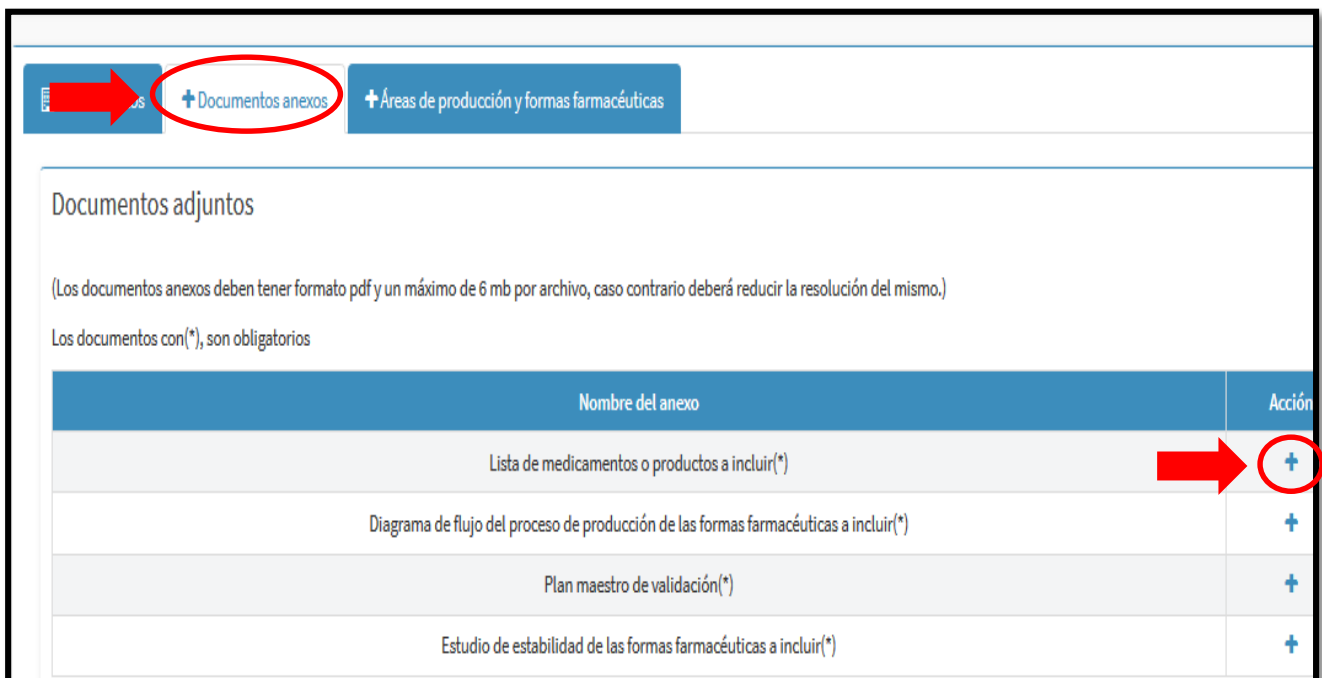 Documentos anexos
Áreas de producción y formas farmacéuticas
Documentos adjuntos
(Los documentos anexos deben tener formato pdf y un máximo de 6 mb por archivo, caso contrario deberá reducir la resolución del mismo.)
Los documentos con(*), son obligatorios
Nombre del anexo Acción
Lista de medicamentos o productos a incluir(*)
Diagrama de flujo del proceso de producción de las formas farmacéuticas a incluir(*)
Plan maestro de validación(*)
Estudio de estabilidad de las formas farmacéuticas a incluir(*)